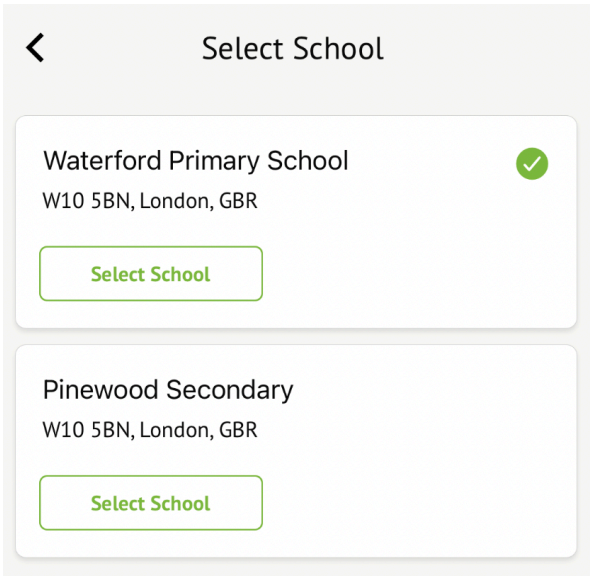 Select School
Waterford Primary School
W10 5BN, London, GBR
Select School
Pinewood Secondary
W10 5BN, London, GBR
Select School